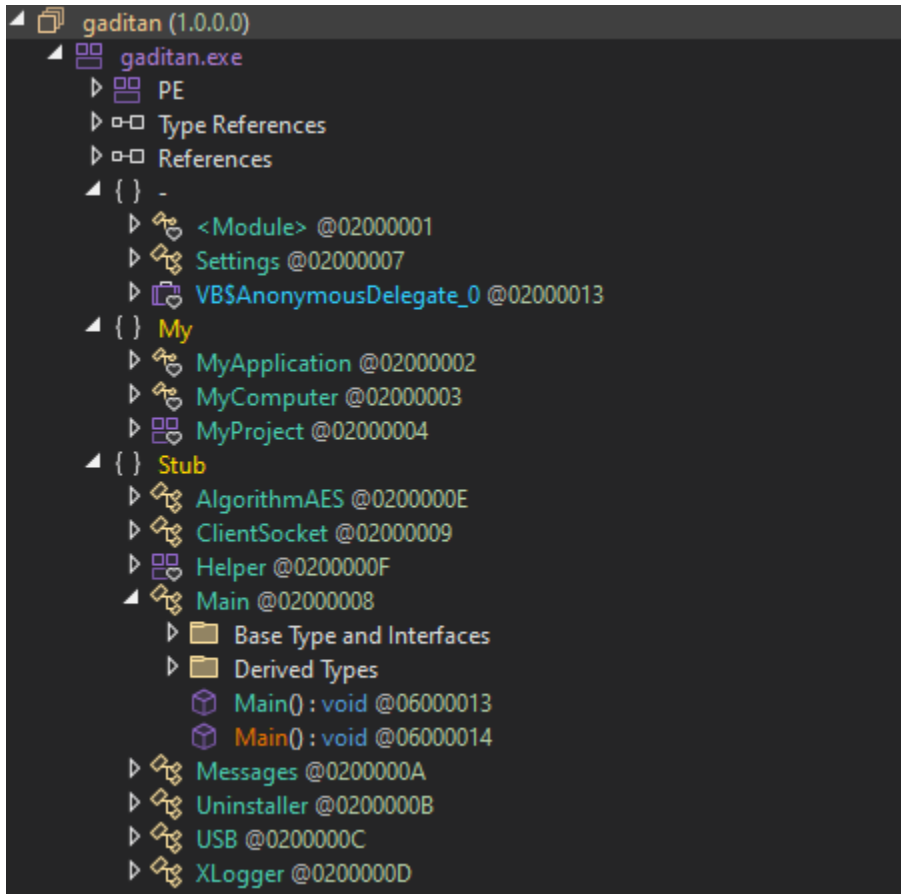 gaditan (1.0.0.0)
gaditan.exe
PE
Type References
References
{ } -
<Module> @02000001
Settings @02000007
VB$AnonymousDelegate_0 @02000013
{ } My
MyApplication @02000002
MyComputer @02000003
MyProject @02000004
{ } Stub
AlgorithmAES @0200000E
ClientSocket @02000009
Helper @0200000F
Main @02000008
Base Type and Interfaces
Derived Types
Main() : void @06000013
Main() : void @06000014
Messages @0200000A
Uninstaller @0200000B
USB @0200000C
XLogger @0200000D